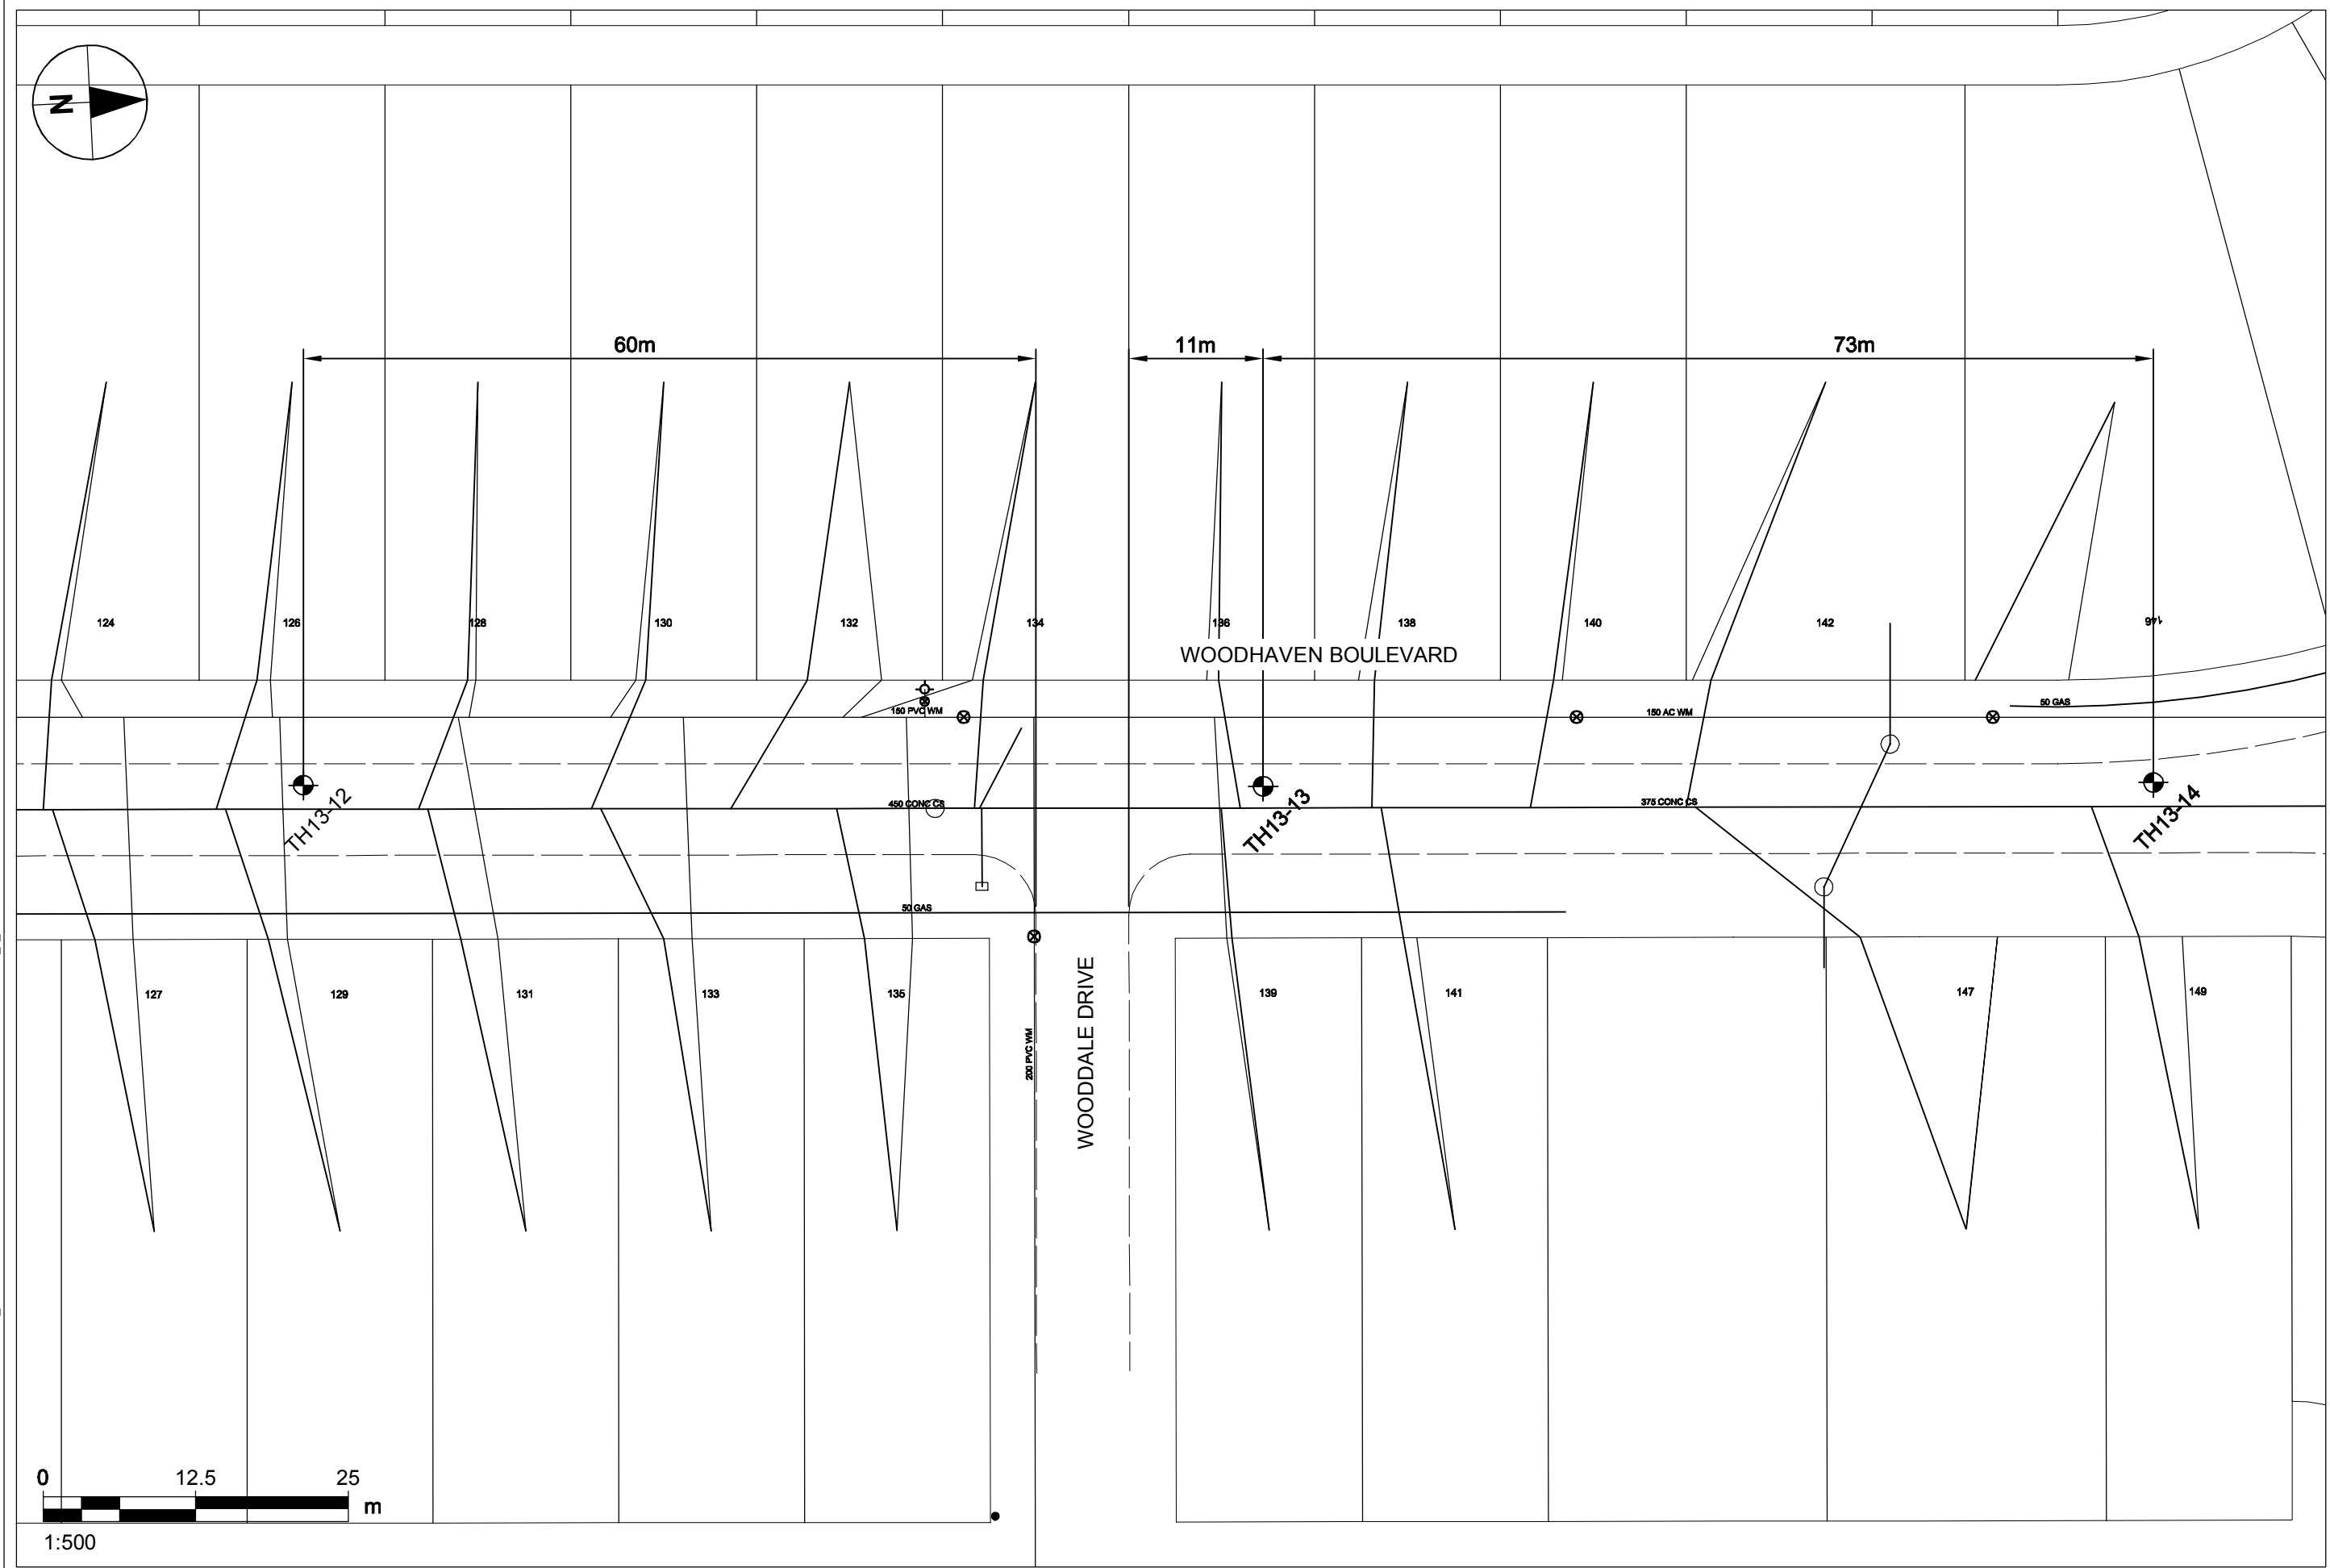 N
60m
11m
73m
124
126
128
130
132
134
136
138
140
142
146
WOODHAVEN BOULEVARD
150 PVC WM
150 AC WM
50 GAS
TH13-12
450 CONC CS
TH13-13
375 CONC CS
TH13-14
50 GAS
127
129
131
133
135
139
141
147
149
200 PVC WM
WOODDALE DRIVE
0 12.5 25
m
1:500